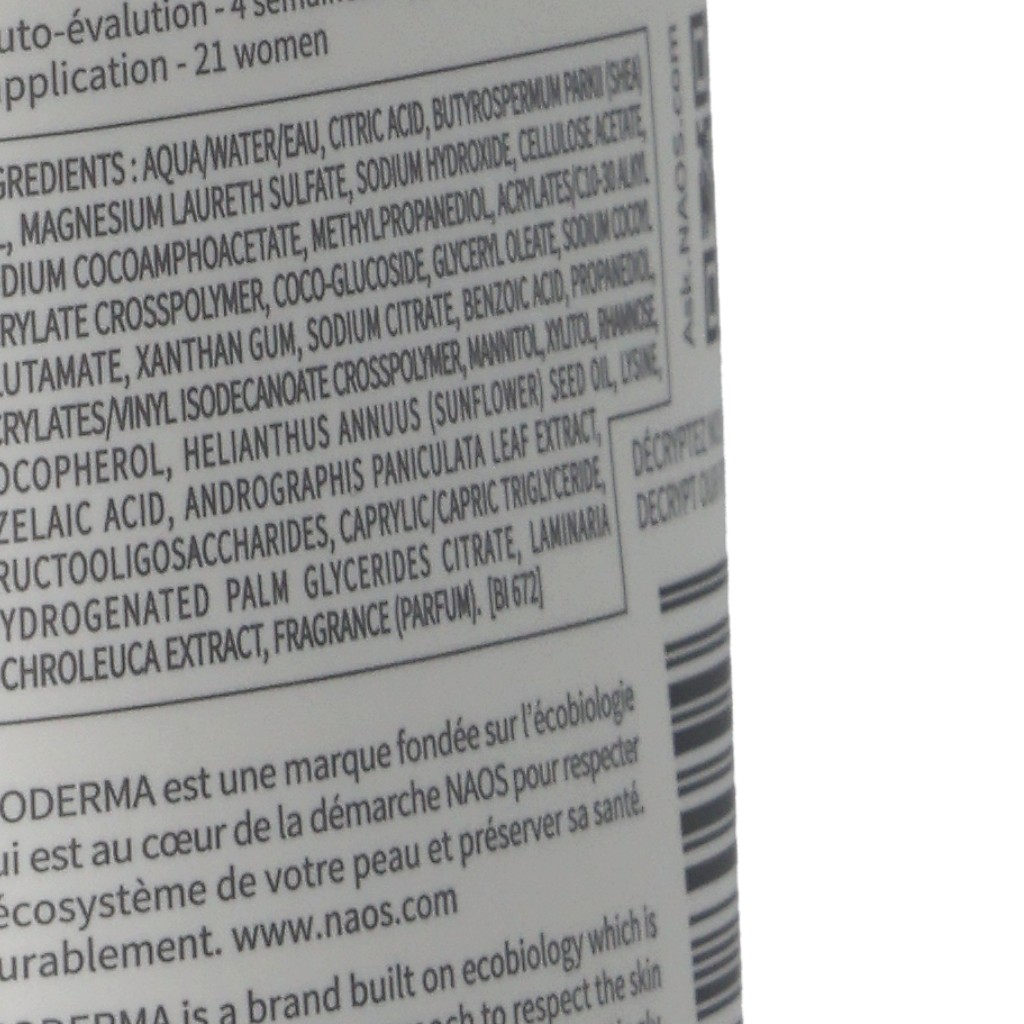 uto-évalution - 4
pplication - 21 women
GREDIENTS : AQUA/WATER/EAU, CITRIC ACID, BUTYROSPERMUM PARKII (SHEA)
, MAGNESIUM LAURETH SULFATE, SODIUM HYDROXIDE, CELLULOSE ACETATE,
DIUM COCOAMPHOACETATE, METHYLPROPANEDIOL, ACRYLATES/C10-30 ALKYL
RYLATE CROSSPOLYMER, COCO-GLUCOSIDE, GLYCERYL OLEATE, SODIUM COCOYL
UTAMATE, XANTHAN GUM, SODIUM CITRATE, BENZOIC ACID, PROPANEDIOL,
CRYLATES/VINYL ISODECANOATE CROSSPOLYMER, MANNITOL, XYLITOL, RHAMNOSE,
OCOPHEROL, HELIANTHUS ANNUUS (SUNFLOWER) SEED OIL, LYSINE,
ZELAIC ACID, ANDROGRAPHIS PANICULATA LEAF EXTRACT,
RUCTOOLIGOSACCHARIDES, CAPRYLIC/CAPRIC TRIGLYCERIDE,
YDROGENATED PALM GLYCERIDES CITRATE, LAMINARIA
CHROLEUCA EXTRACT, FRAGRANCE (PARFUM). [BI 672]
Ask.NAOS.com
DÉCRYPTEZ
DECRYPT
ODERMA est une marque fondée sur l'écobiologie
ui est au cœur de la démarche NAOS pour respecter
écosystème de votre peau et préserver sa santé.
urablement. www.naos.com
ODERMA is a brand built on ecobiology which is
to respect the skin